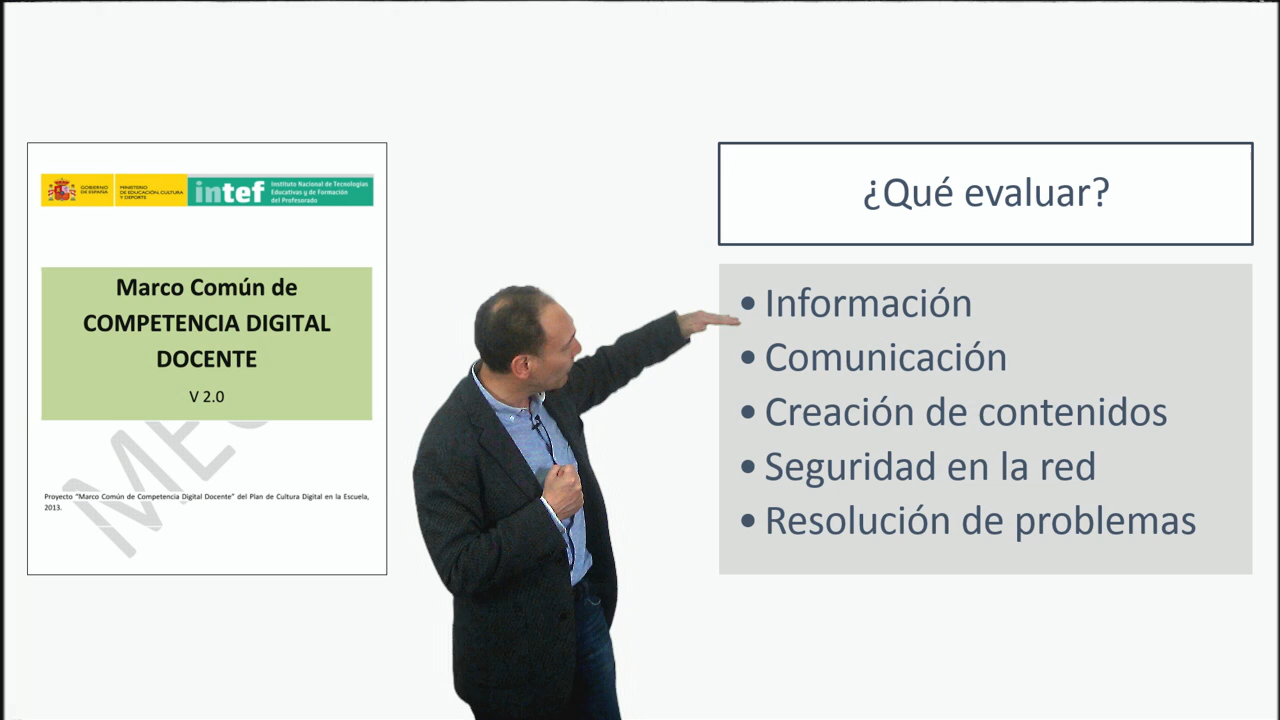 GOBIERNO
DE ESPAÑA
MINISTERIO
DE EDUCACIÓN, CULTURA
Y DEPORTE
intef
Instituto Nacional de Tecnologías
Educativas y de Formación
del Profesorado
Marco Común de
COMPETENCIA DIGITAL
DOCENTE
V 2.0
Proyecto "Marco Común de Competencia Digital Docente" del Plan de Cultura Digital en la Escuela,
2013.
¿Qué evaluar?
• Información
• Comunicación
• Creación de contenidos
• Seguridad en la red
• Resolución de problemas